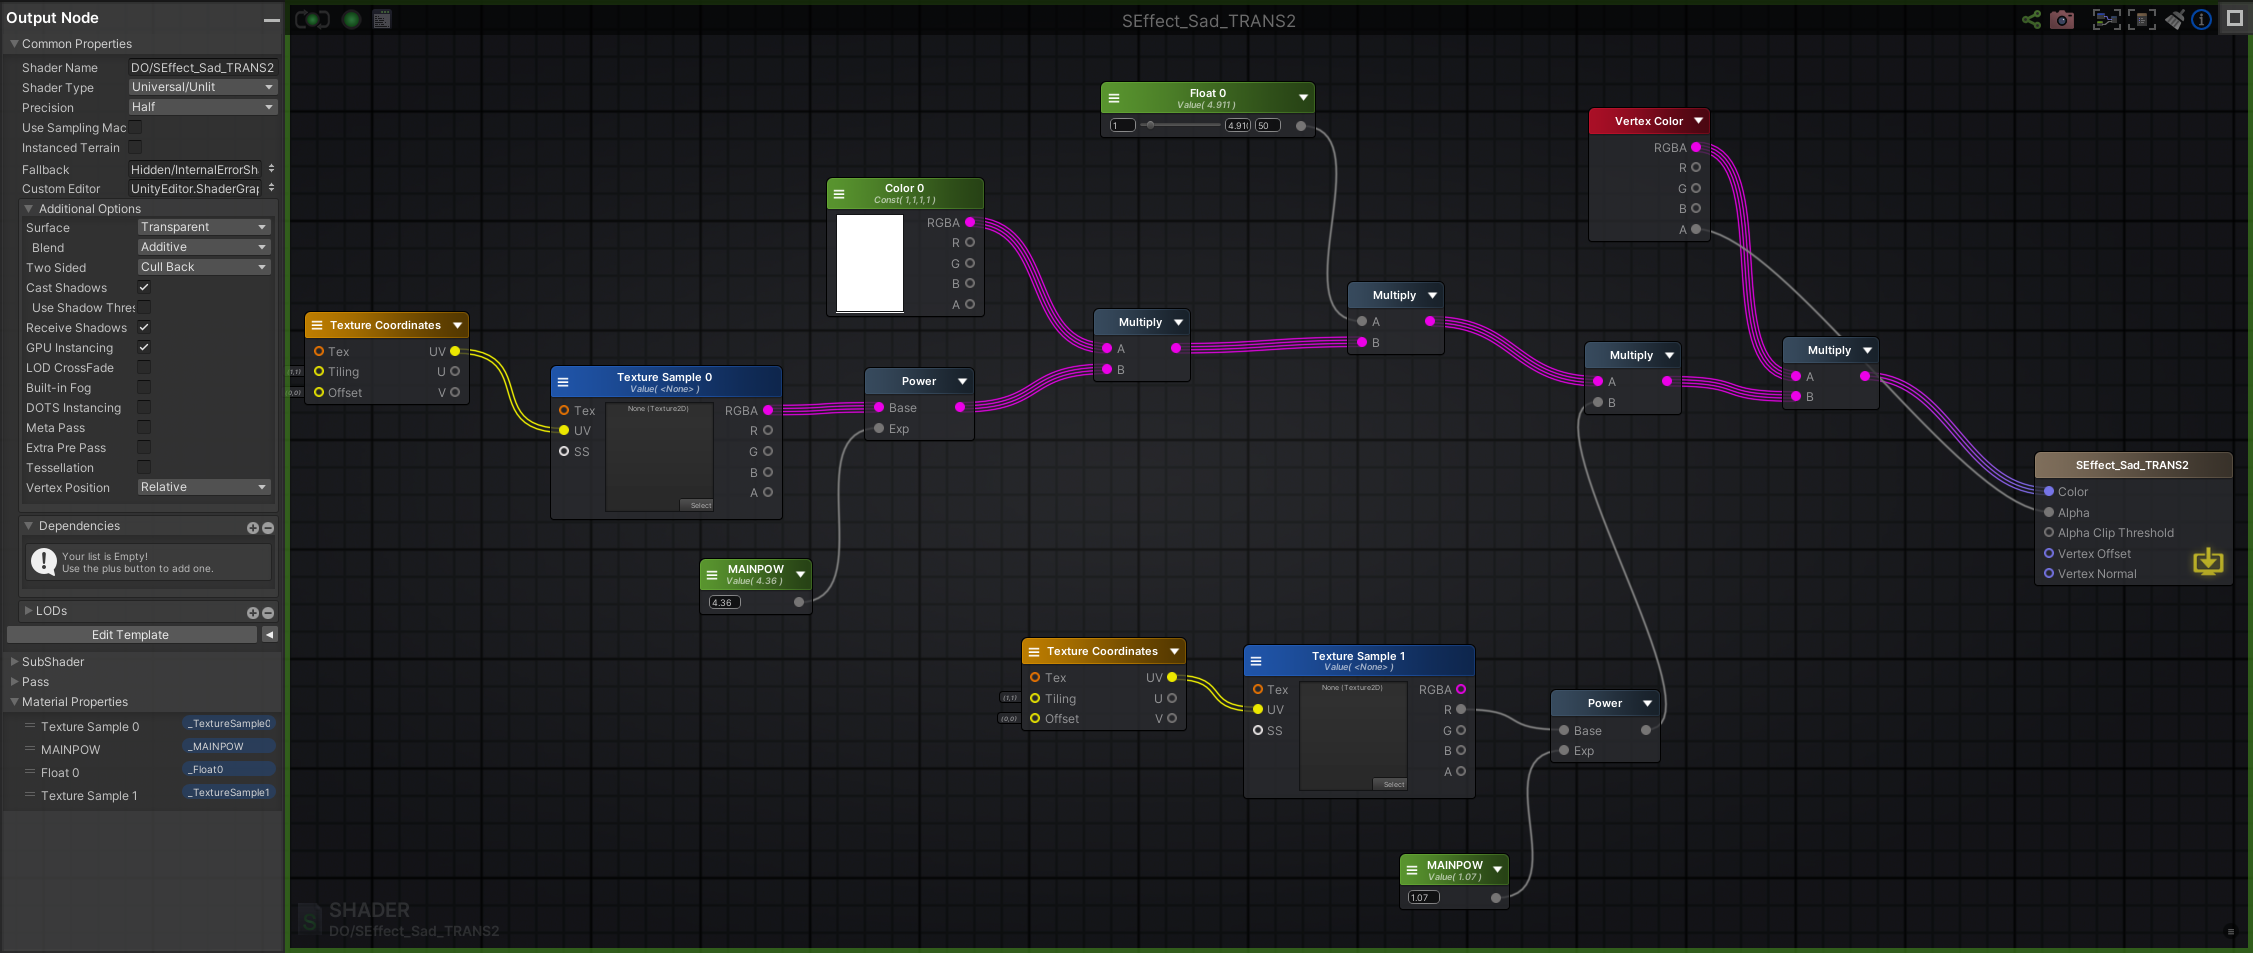 Output Node
Common Properties
Shader Name DO/SEffect_Sad_TRANS2
Shader Type Universal/Unlit
Precision Half
Use Sampling Mac
Instanced Terrain
Fallback Hidden/InternalErrorSh
Custom Editor UnityEditor.ShaderGrap
Additional Options
Surface Transparent
Blend Additive
Two Sided Cull Back
Cast Shadows
Use Shadow Thres
Receive Shadows
GPU Instancing
LOD CrossFade
Built-in Fog
DOTS Instancing
Meta Pass
Extra Pre Pass
Tessellation
Vertex Position Relative
Dependencies
Your list is Empty!
Use the plus button to add one.
LODs
Edit Template
SubShader
Pass
Material Properties
Texture Sample 0 _TextureSample0
MAINPOW _MAINPOW
Float 0 _Float0
Texture Sample 1 _TextureSample1
SEffect_Sad_TRANS2
Texture Coordinates
Tex UV
(1,1) Tiling U
(0,0) Offset V
Texture Sample 0
Value( <None> )
Tex None (Texture2D) RGBA
UV R
SS G
B
A
Select
MAINPOW
Value( 4.36 )
4.36
Color 0
Const( 1,1,1,1 )
RGBA
R
G
B
A
Power
Base
Exp
Multiply
A
B
Float 0
Value( 4.911 )
1 4.91 50
Multiply
A
B
Texture Coordinates
Tex UV
(1,1) Tiling U
(0,0) Offset V
Texture Sample 1
Value( <None> )
Tex None (Texture2D) RGBA
UV R
SS G
B
A
Select
MAINPOW
Value( 1.07 )
1.07
Power
Base
Exp
Vertex Color
RGBA
R
G
B
A
Multiply
A
B
Multiply
A
B
SEffect_Sad_TRANS2
Color
Alpha
Alpha Clip Threshold
Vertex Offset
Vertex Normal
S
SHADER
DO/SEffect_Sad_TRANS2